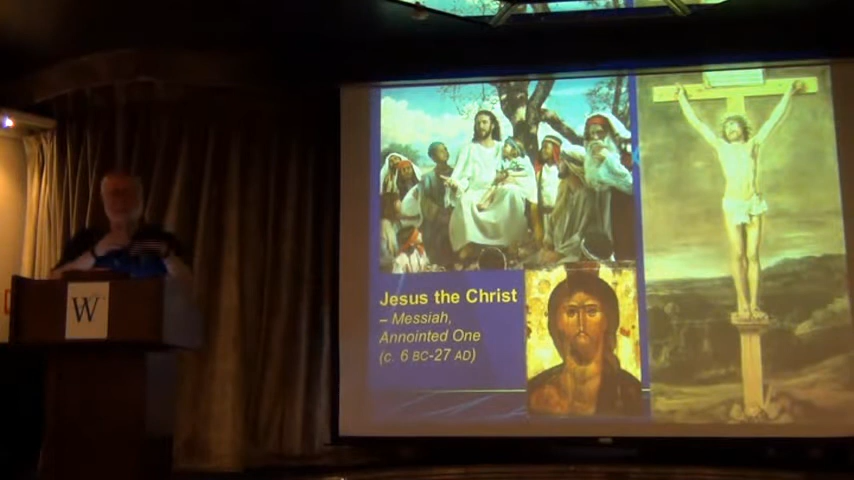 W
Jesus the Christ
– Messiah,
Annointed One
(c. 6 BC-27 AD)